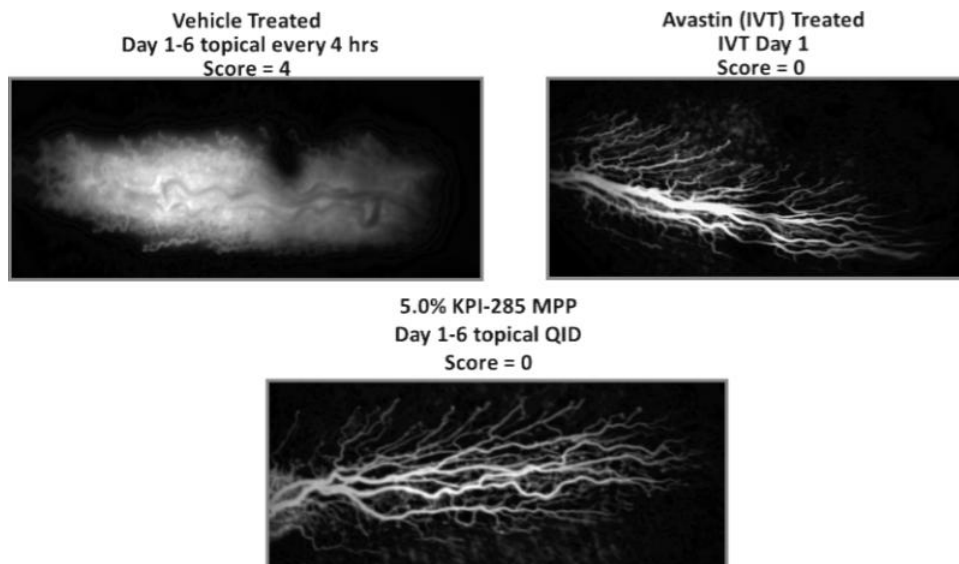 Vehicle Treated
Day 1-6 topical every 4 hrs
Score = 4
Avastin (IVT) Treated
IVT Day 1
Score = 0
5.0% KPI-285 MPP
Day 1-6 topical QID
Score = 0